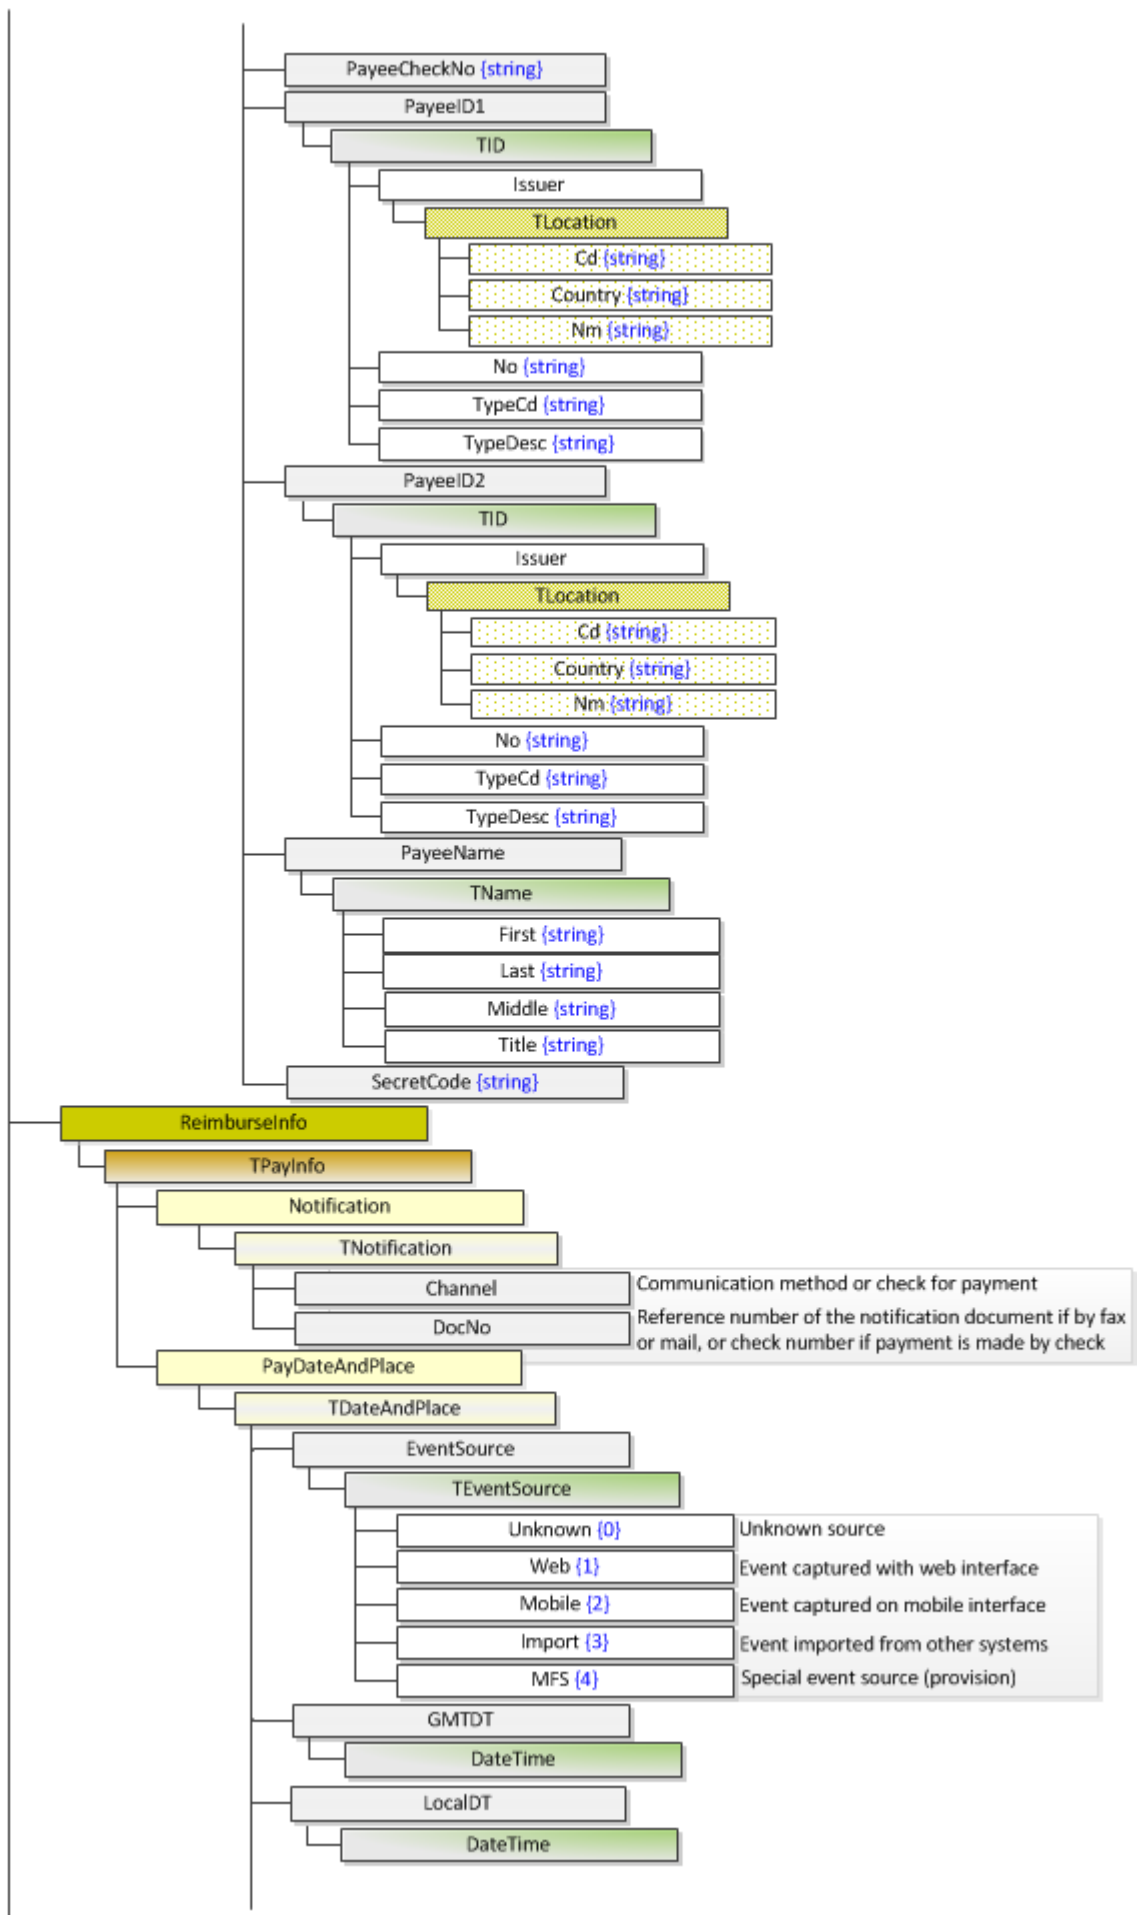 PayeeCheckNo {string}
PayeeID1
TID
Issuer
TLocation
Cd {string}
Country {string}
Nm {string}
No {string}
TypeCd {string}
TypeDesc {string}
PayeeID2
TID
Issuer
TLocation
Cd {string}
Country {string}
Nm {string}
No {string}
TypeCd {string}
TypeDesc {string}
PayeeName
TName
First {string}
Last {string}
Middle {string}
Title {string}
SecretCode {string}
ReimburseInfo
TPayInfo
Notification
TNotification
Channel
Communication method or check for payment
DocNo
Reference number of the notification document if by fax
or mail, or check number if payment is made by check
PayDateAndPlace
TDateAndPlace
EventSource
TEventSource
Unknown {0}
Unknown source
Web {1}
Event captured with web interface
Mobile {2}
Event captured on mobile interface
Import {3}
Event imported from other systems
MFS {4}
Special event source (provision)
GMTDT
DateTime
LocalDT
DateTime